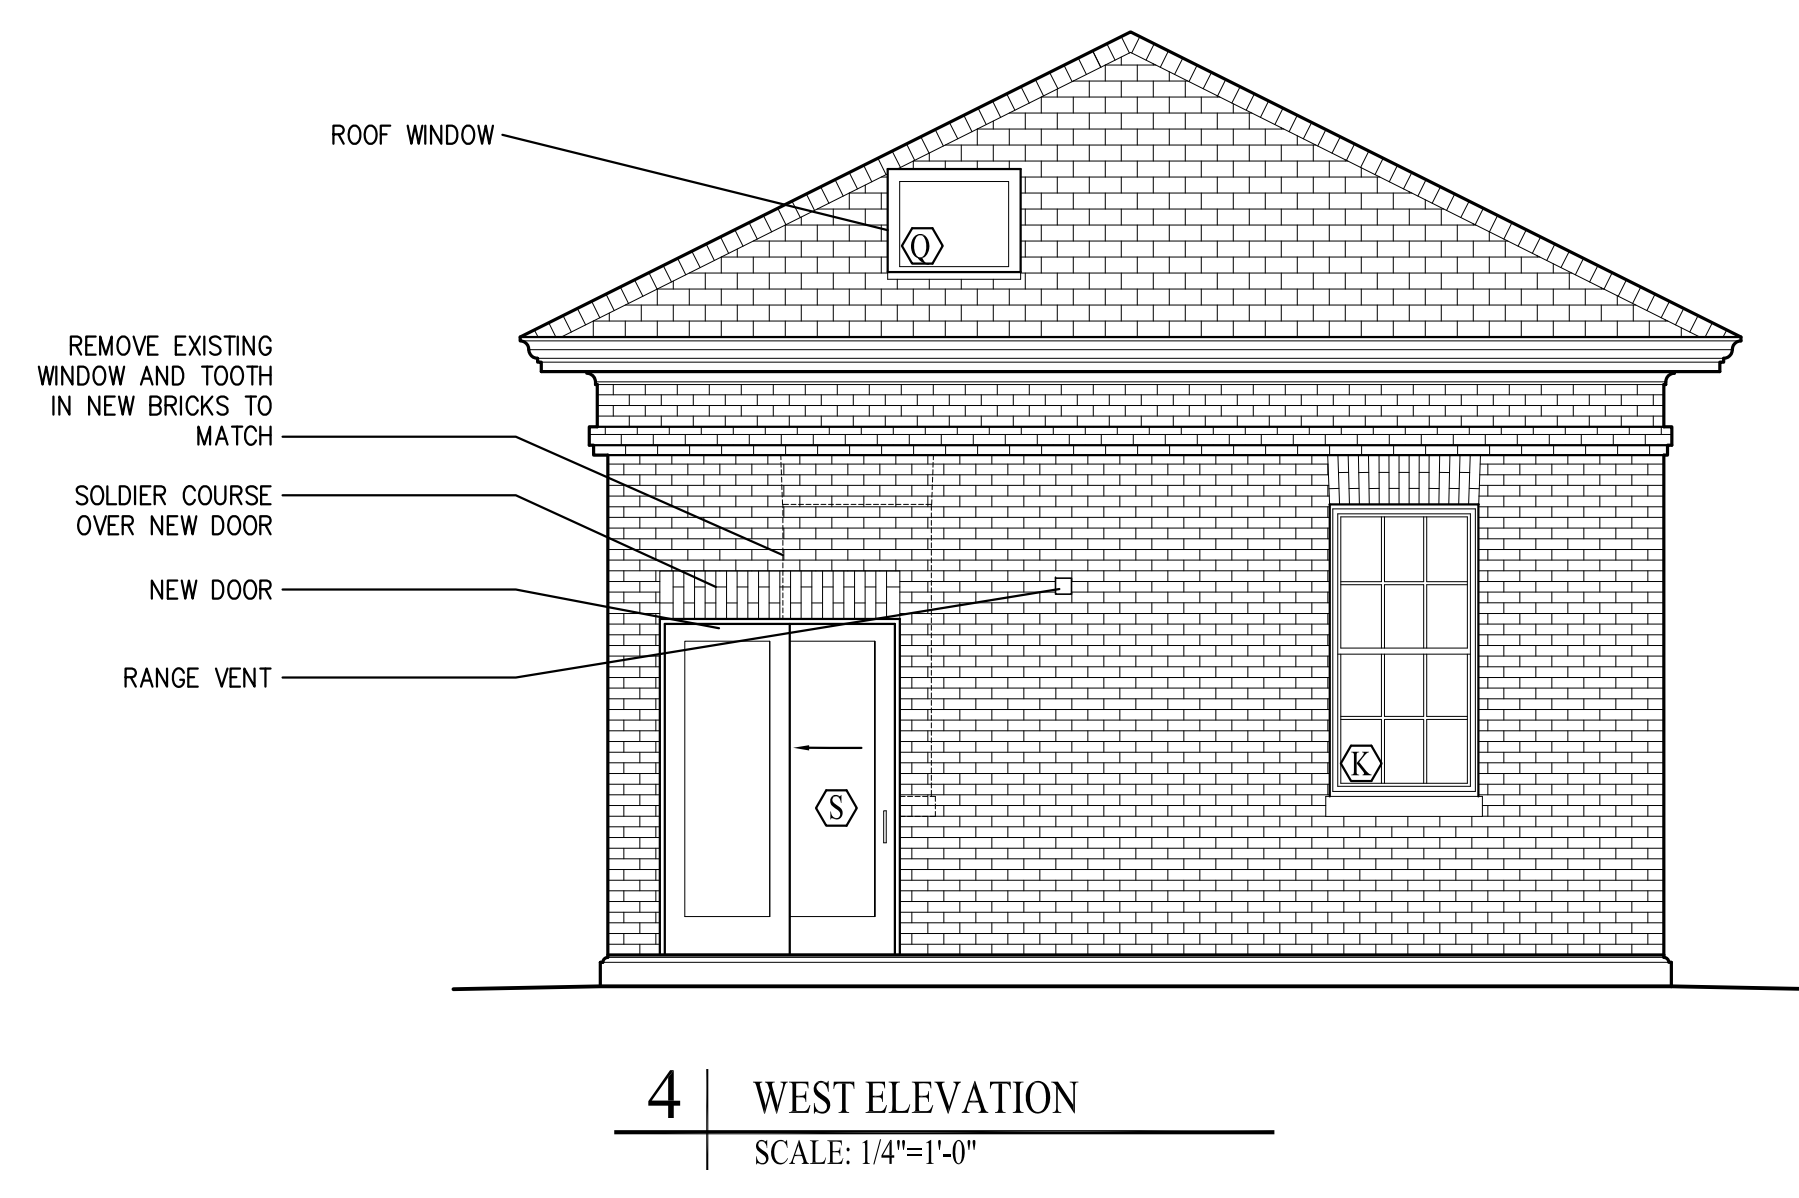 ROOF WINDOW
Q
REMOVE EXISTING
WINDOW AND TOOTH
IN NEW BRICKS TO
MATCH
SOLDIER COURSE
OVER NEW DOOR
NEW DOOR
RANGE VENT
K
S
4 WEST ELEVATION
SCALE: 1/4"=1'-0"